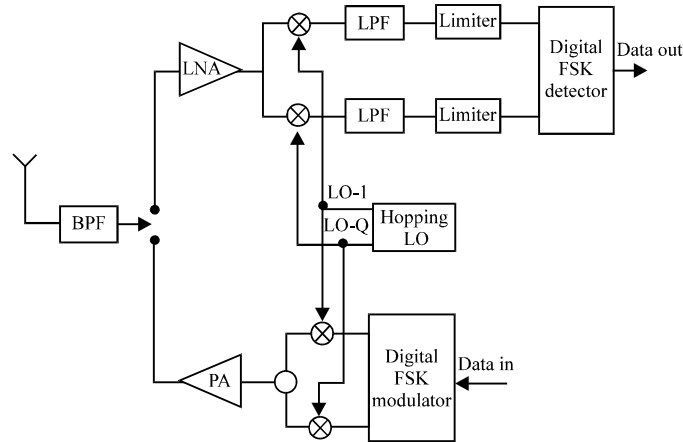 LPF
Limiter
Digital
FSK
detector
Data out
LNA
LPF
Limiter
LO-1
BPF
LO-Q
Hopping
LO
Digital
FSK
modulator
Data in
PA